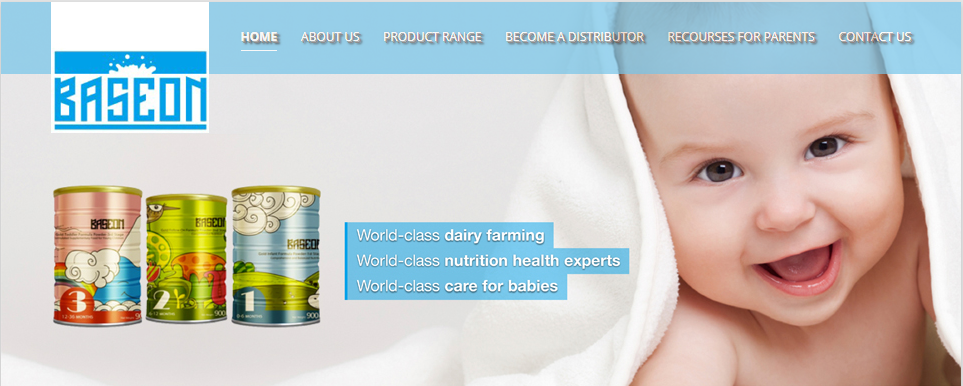 HOME ABOUT US PRODUCT RANGE BECOME A DISTRIBUTOR RECOURSES FOR PARENTS CONTACT US
BASEON
World-class dairy farming
World-class nutrition health experts
World-class care for babies
BASEON
BASEON
BASEON
3
2
1
900
900
900